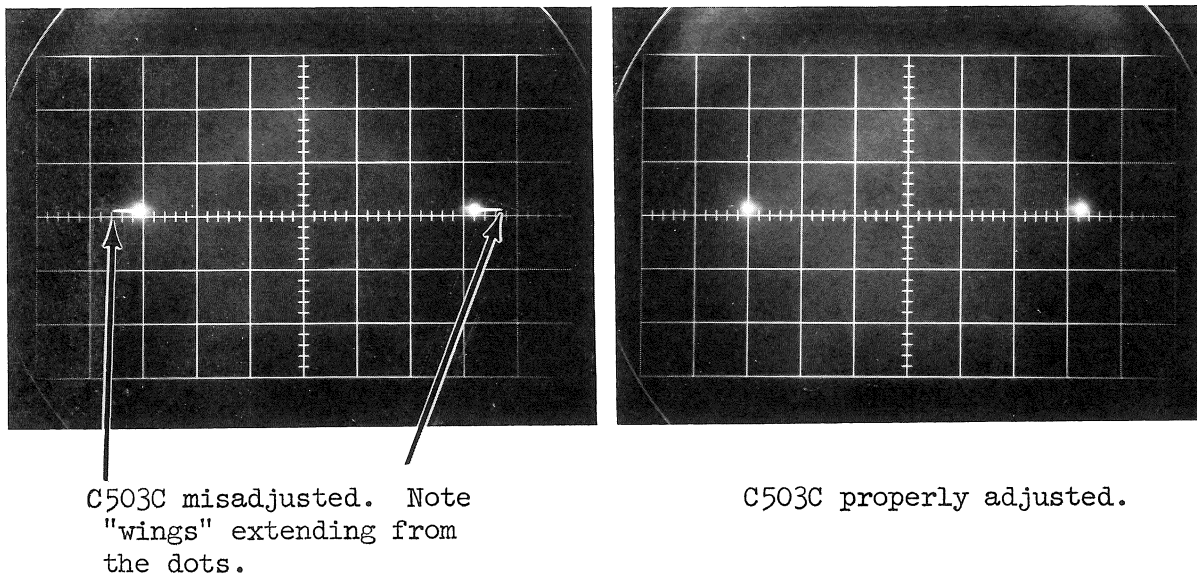 C503C misadjusted. Note
"wings" extending from
the dots.
C503C properly adjusted.